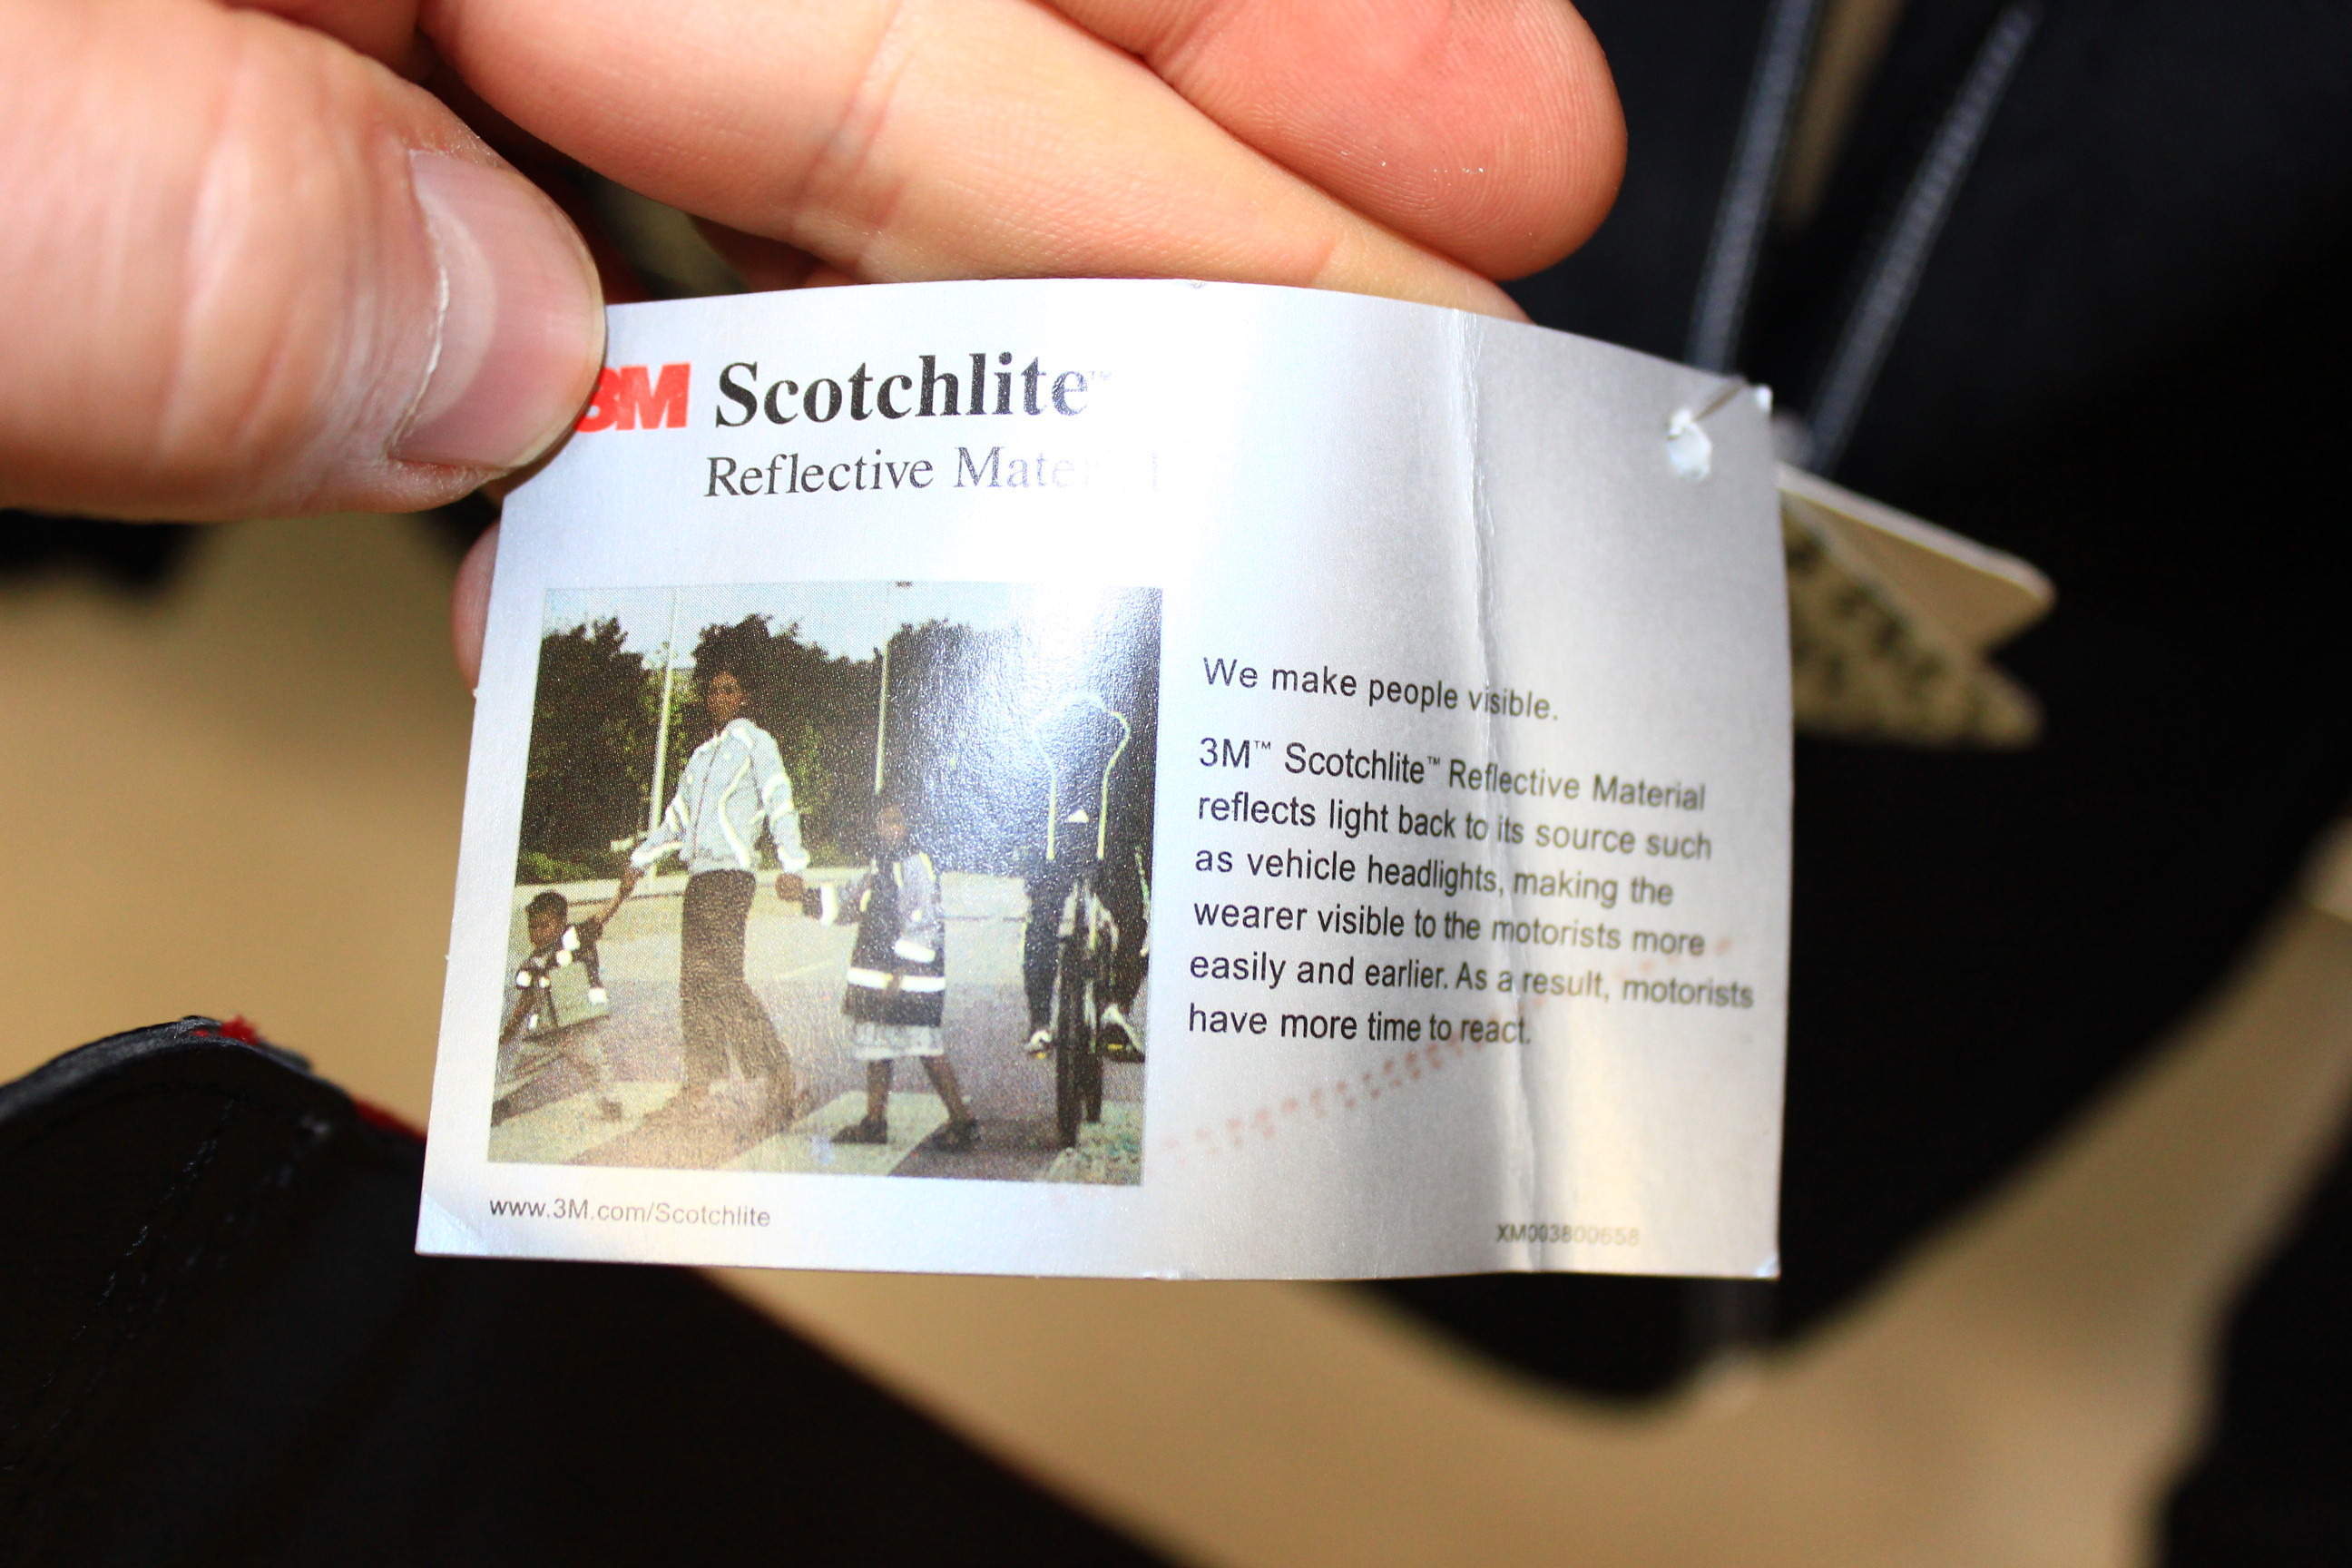 3M Scotchlite™
Reflective Material
We make people visible.
3M™ Scotchlite™ Reflective Material
reflects light back to its source such
as vehicle headlights, making the
wearer visible to the motorists more
easily and earlier. As a result, motorists
have more time to react.
www.3M.com/Scotchlite